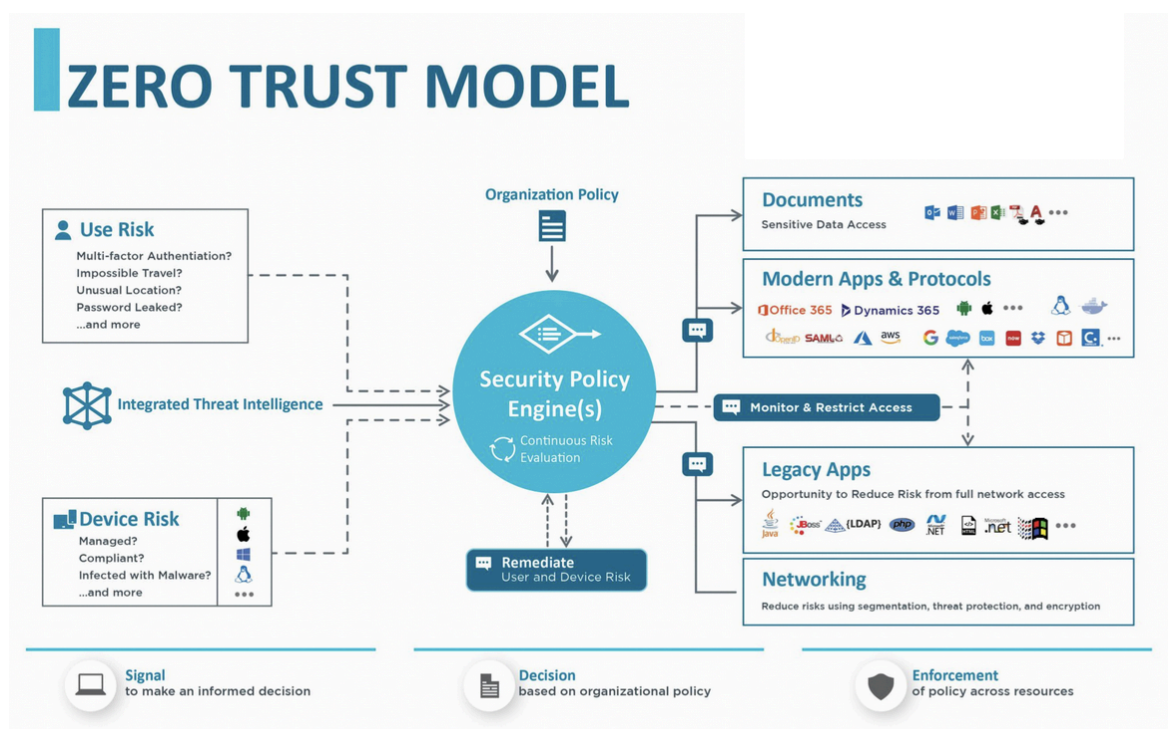 ZERO TRUST MODEL
Use Risk
Multi-factor Authentiation?
Impossible Travel?
Unusual Location?
Password Leaked?
...and more
Integrated Threat Intelligence
Device Risk
Managed?
Compliant?
Infected with Malware?
...and more
Organization Policy
Security Policy
Engine(s)
Continuous Risk
Evaluation
Remediate
User and Device Risk
Documents
Sensitive Data Access
Modern Apps & Protocols
Office 365
Dynamics 365
SAML
aws
box
Monitor & Restrict Access
Legacy Apps
Opportunity to Reduce Risk from full network access
Java
JBoss
{LDAP}
php
.NET
Microsoft
.net
Networking
Reduce risks using segmentation, threat protection, and encryption
Signal
to make an informed decision
Decision
based on organizational policy
Enforcement
of policy across resources